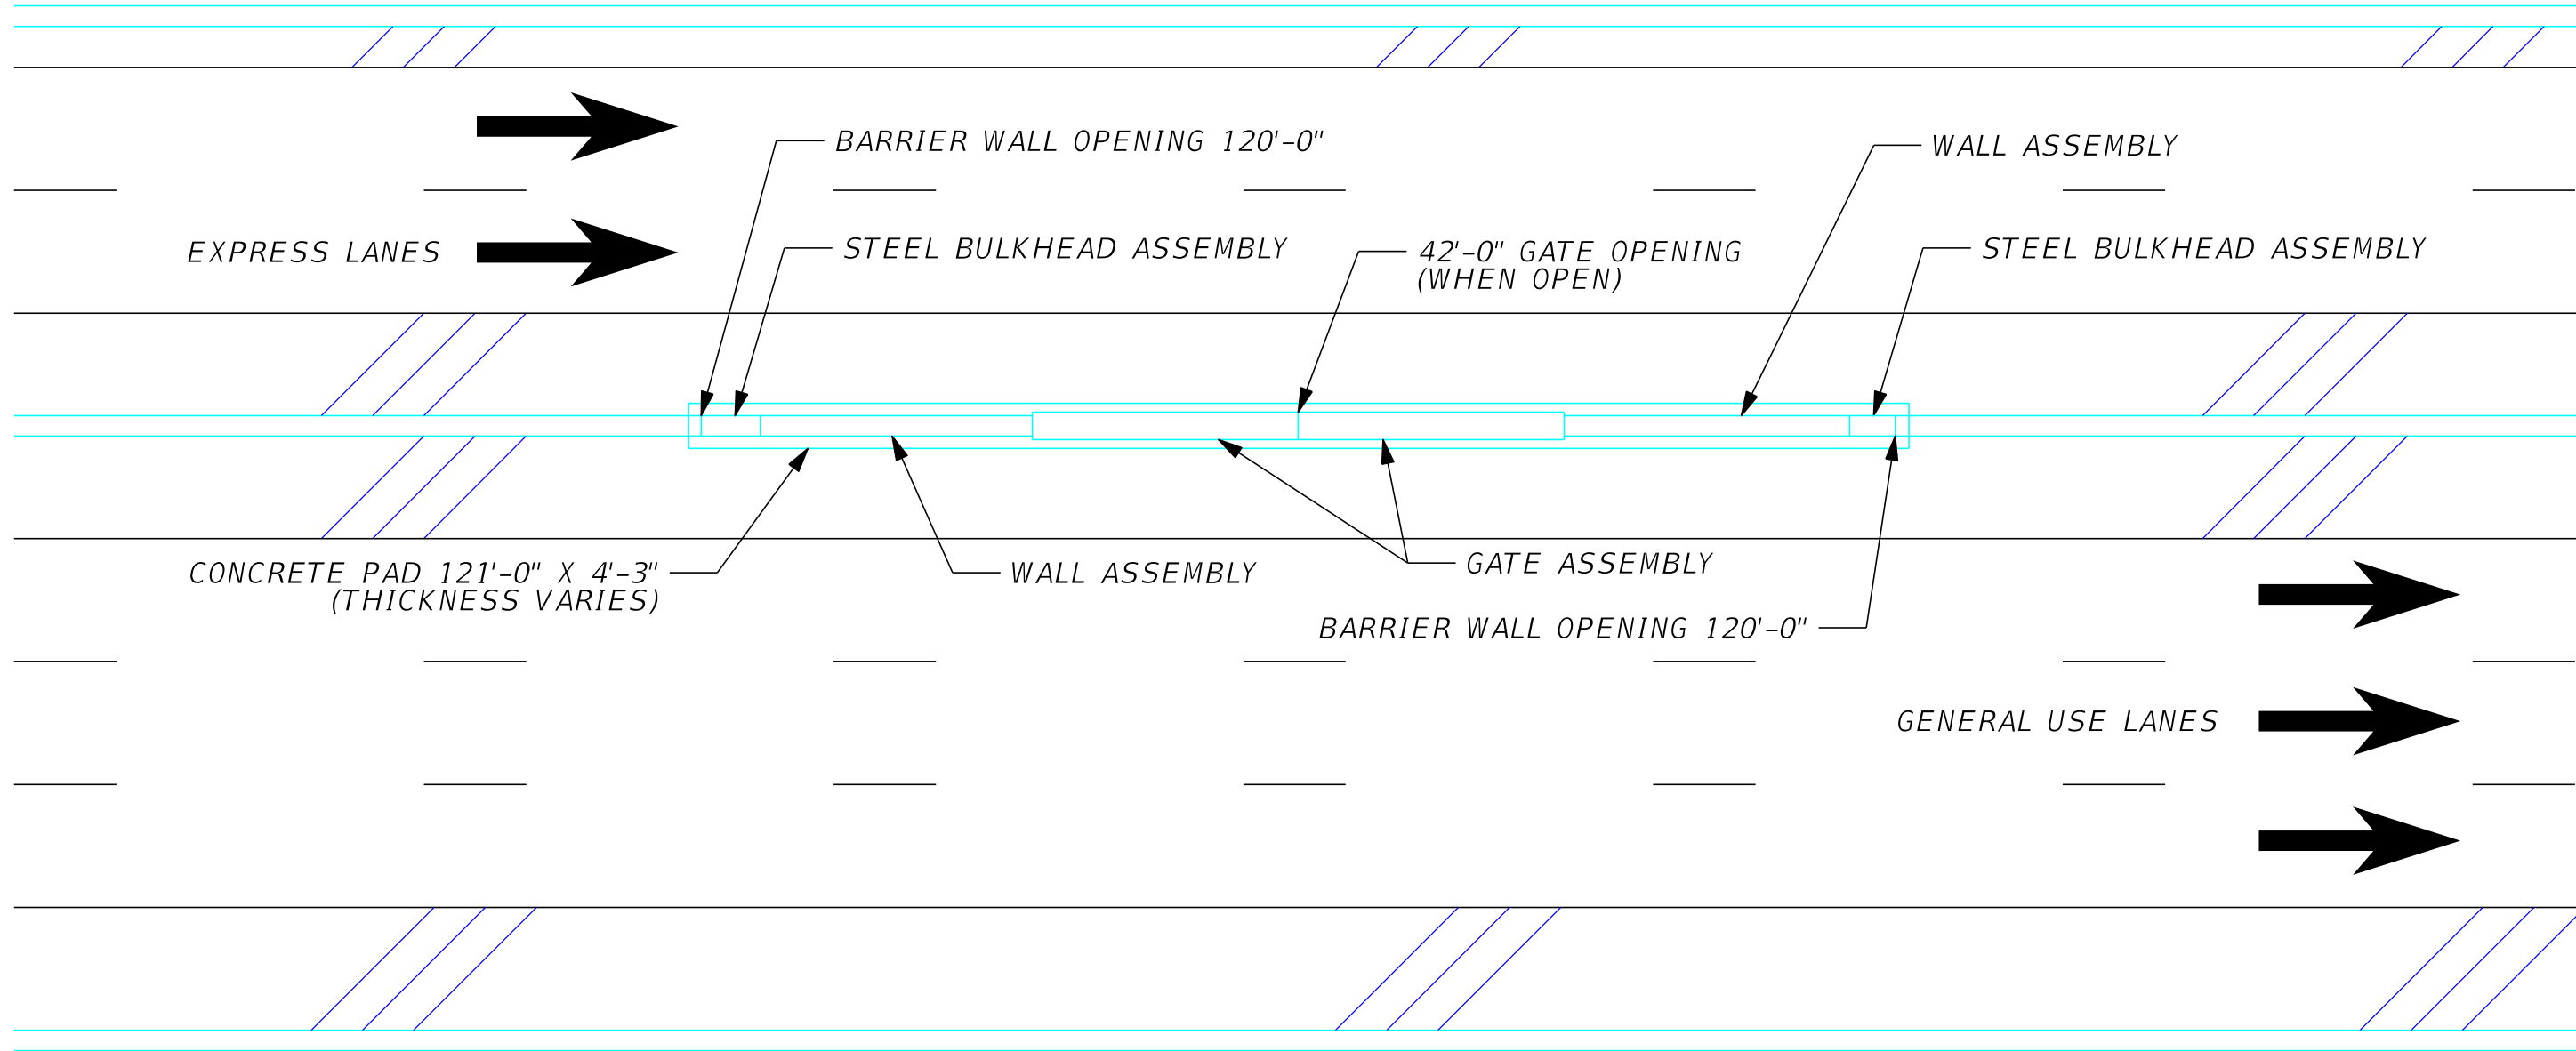 BARRIER WALL OPENING 120'-0"
WALL ASSEMBLY
EXPRESS LANES
STEEL BULKHEAD ASSEMBLY
42'-0" GATE OPENING
(WHEN OPEN)
STEEL BULKHEAD ASSEMBLY
CONCRETE PAD 121'-0" X 4'-3"
(THICKNESS VARIES)
WALL ASSEMBLY
GATE ASSEMBLY
BARRIER WALL OPENING 120'-0"
GENERAL USE LANES